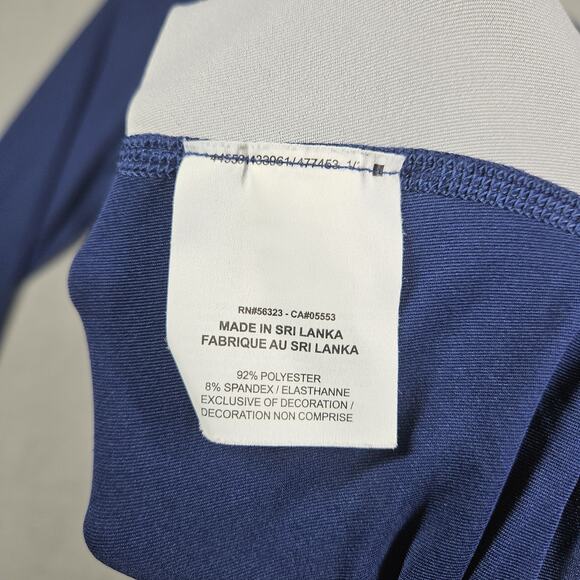 RN#56323 - CA#05553
MADE IN SRI LANKA
FABRIQUE AU SRI LANKA
92% POLYESTER
8% SPANDEX / ELASTHANNE
EXCLUSIVE OF DECORATION /
DECORATION NON COMPRISE